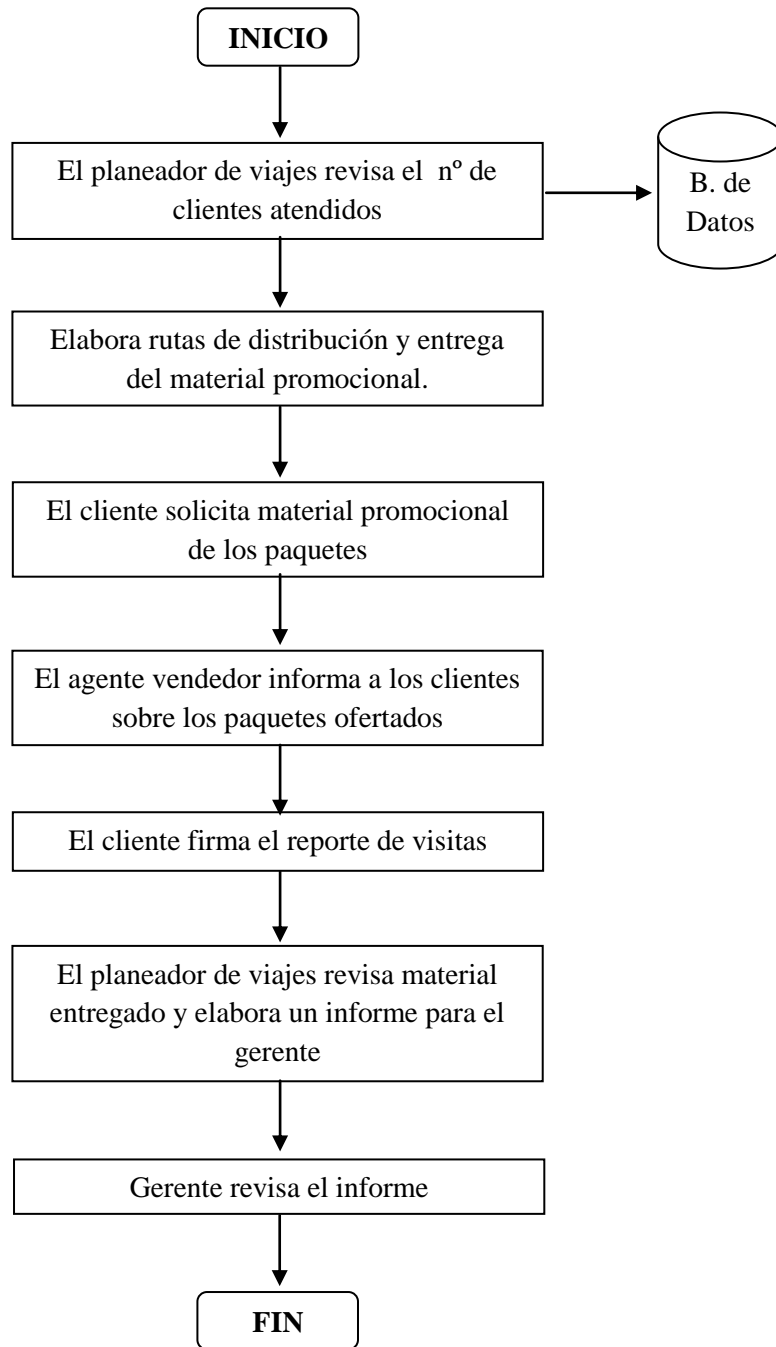 INICIO
El planeador de viajes revisa el nº de
clientes atendidos
B. de
Datos
Elabora rutas de distribución y entrega
del material promocional.
El cliente solicita material promocional
de los paquetes
El agente vendedor informa a los clientes
sobre los paquetes ofertados
El cliente firma el reporte de visitas
El planeador de viajes revisa material
entregado y elabora un informe para el
gerente
Gerente revisa el informe
FIN